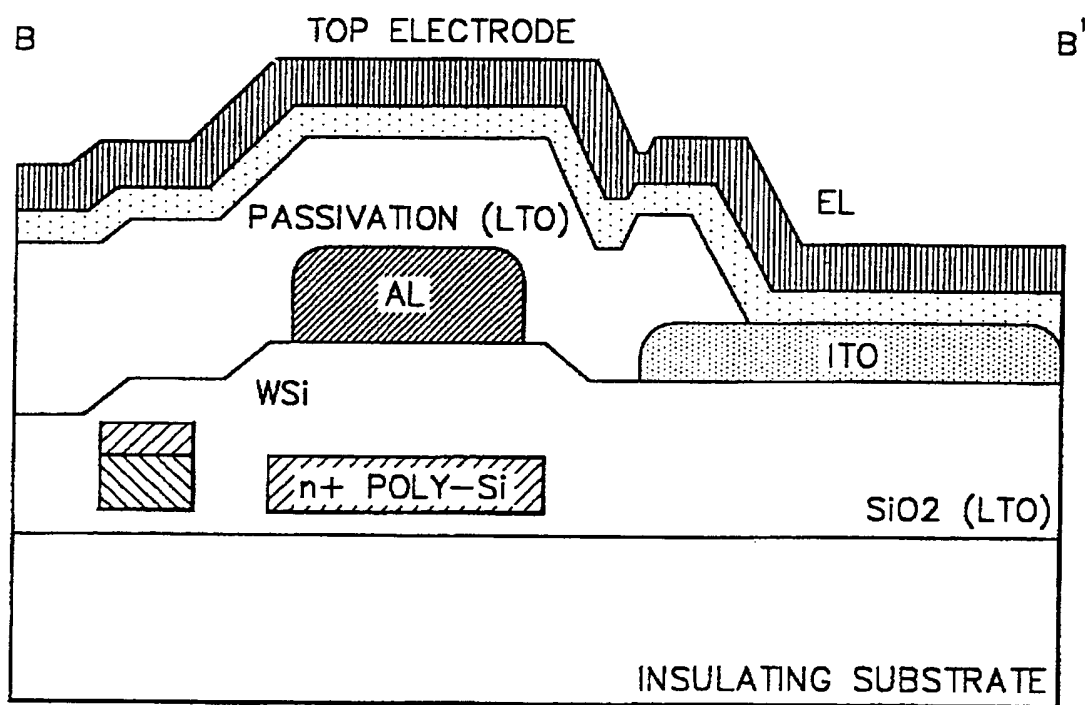 B
TOP ELECTRODE
B'
EL
PASSIVATION (LTO)
AL
ITO
WSi
n+ POLY-Si
SiO2 (LTO)
INSULATING SUBSTRATE